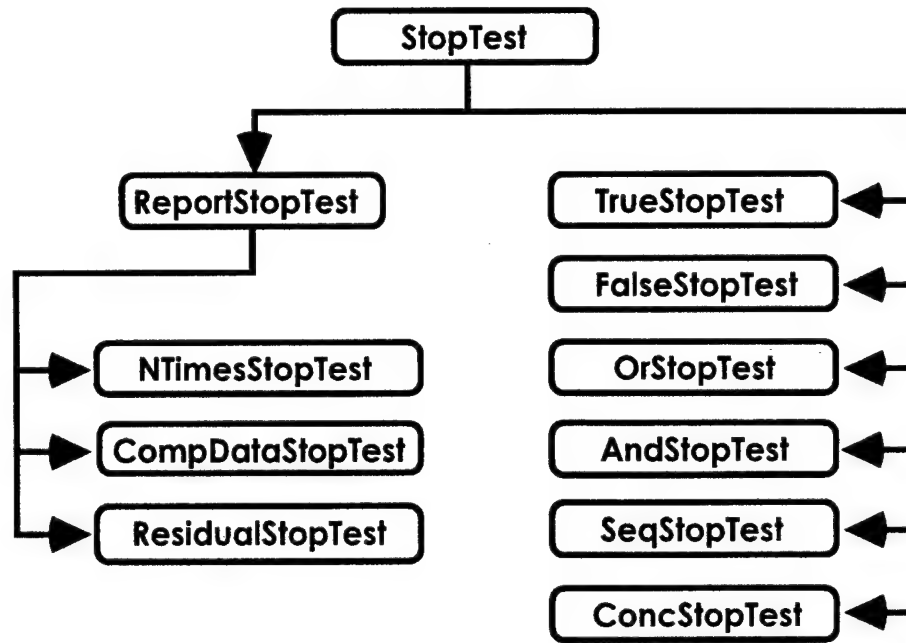 StopTest
ReportStopTest
TrueStopTest
FalseStopTest
NTimesStopTest
OrStopTest
CompDataStopTest
AndStopTest
ResidualStopTest
SeqStopTest
ConcStopTest